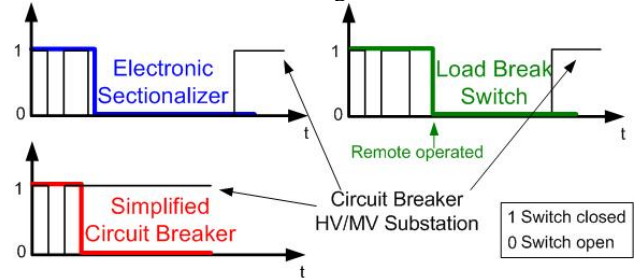 1
Electronic
Sectionalizer
0
t
1
Load Break
Switch
0
t
Remote operated
1
Simplified
Circuit Breaker
0
t
Circuit Breaker
HV/MV Substation
1 Switch closed
0 Switch open